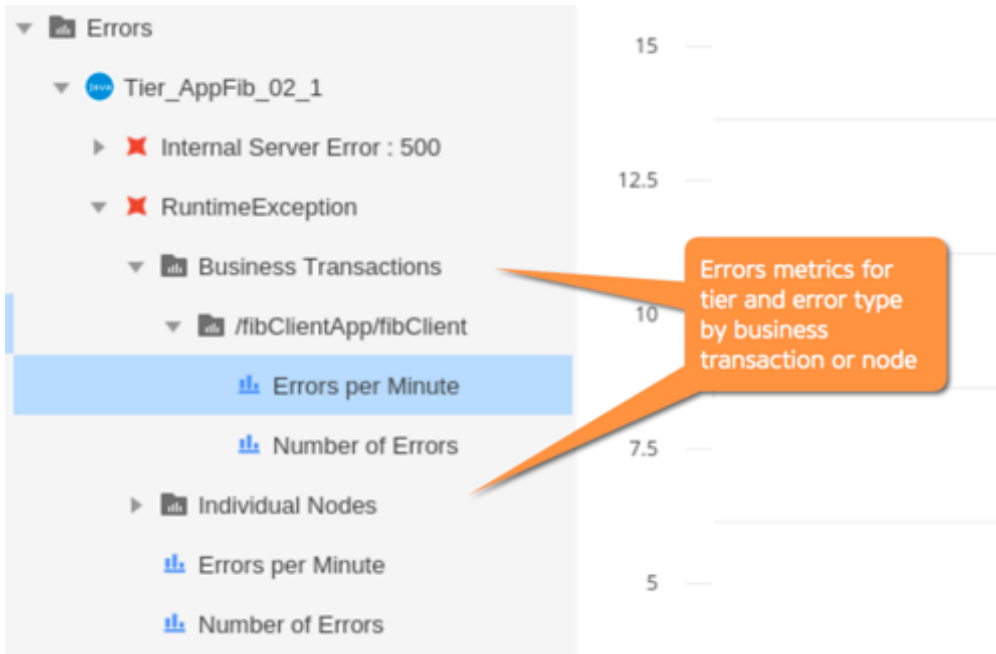 Errors
Tier_AppFib_02_1
Internal Server Error : 500
RuntimeException
Business Transactions
/fibClientApp/fibClient
Errors per Minute
Number of Errors
Individual Nodes
Errors per Minute
Number of Errors
15
12.5
10
7.5
5
Errors metrics for
tier and error type
by business
transaction or node